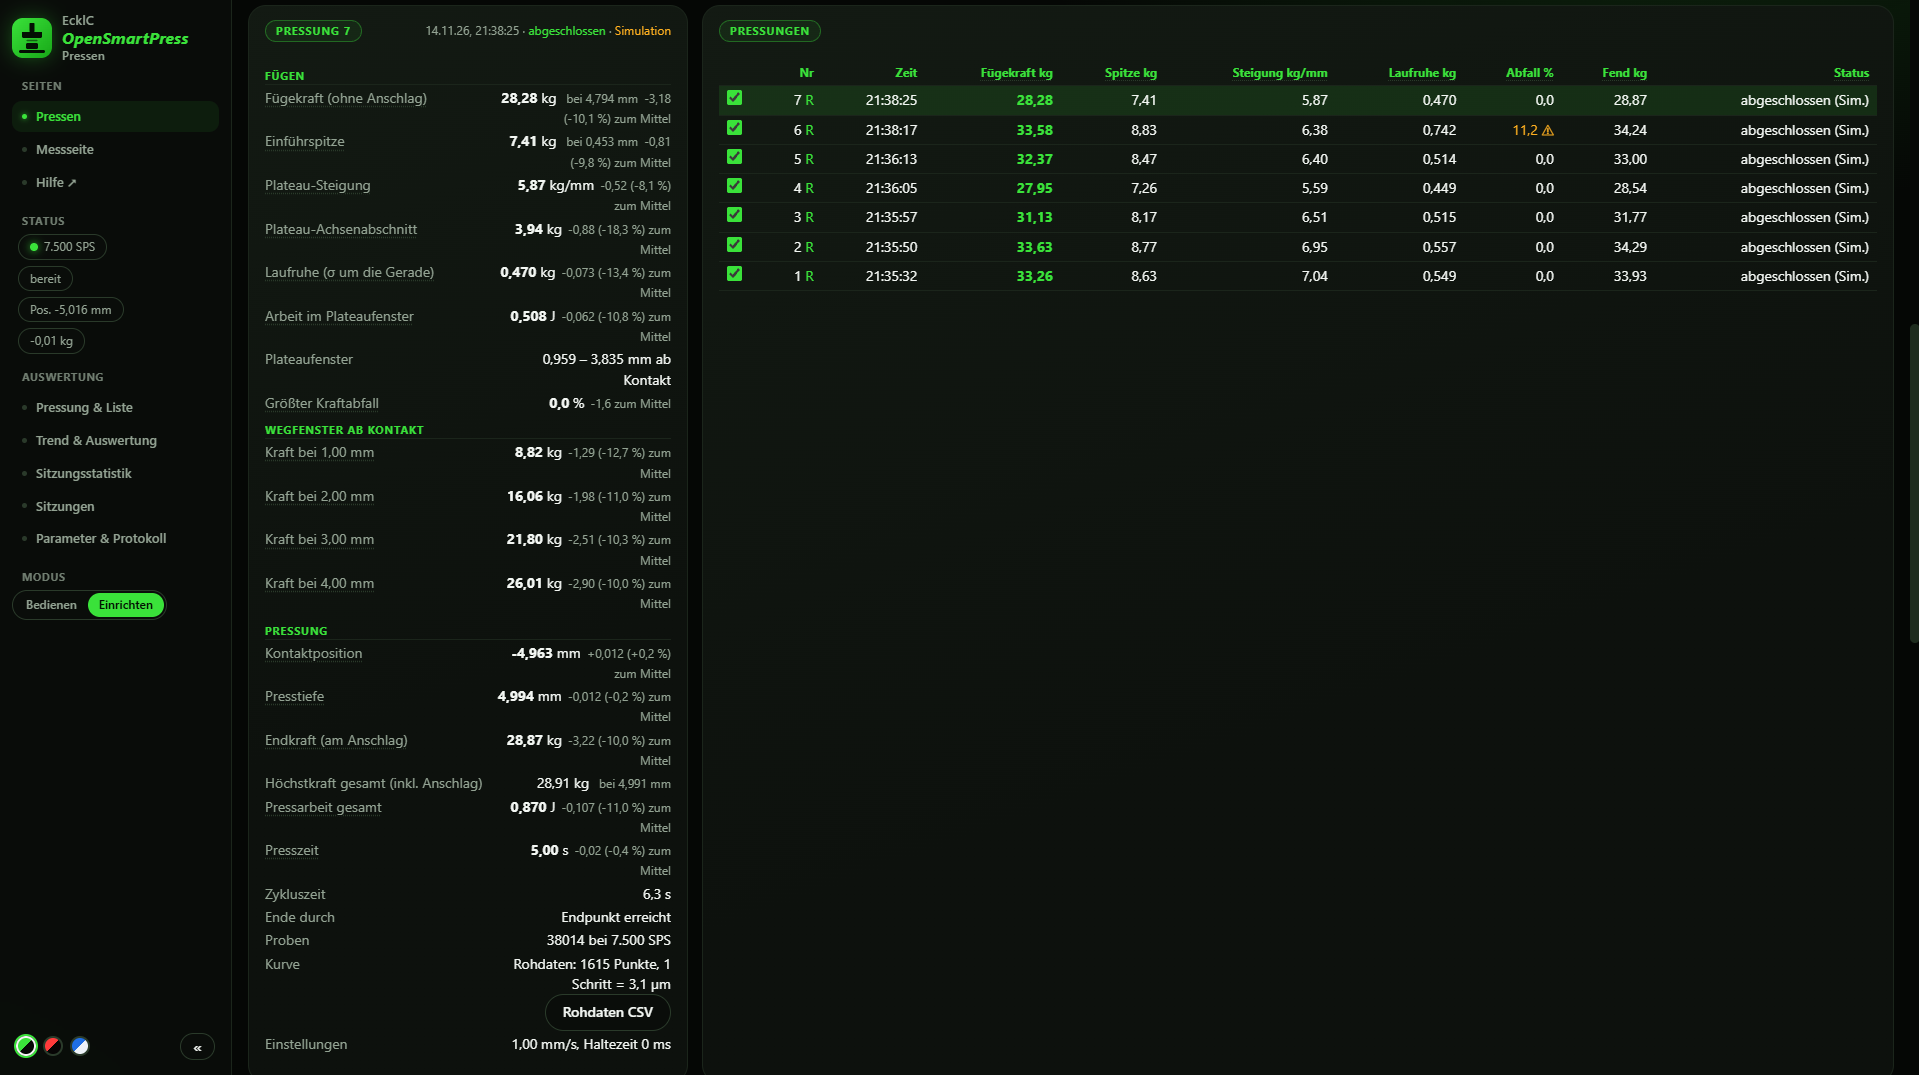 EcklC
OpenSmartPress
Pressen
SEITEN
Pressen
Messseite
Hilfe ↗
STATUS
7.500 SPS
bereit
Pos. -5,016 mm
-0,01 kg
AUSWERTUNG
Pressung & Liste
Trend & Auswertung
Sitzungsstatistik
Sitzungen
Parameter & Protokoll
MODUS
Bedienen Einrichten
«
PRESSUNG 7 14.11.26, 21:38:25 · abgeschlossen · Simulation
FÜGEN
Fügekraft (ohne Anschlag) 28,28 kg bei 4,794 mm -3,18
(-10,1 %) zum Mittel
Einführspitze 7,41 kg bei 0,453 mm -0,81
(-9,8 %) zum Mittel
Plateau-Steigung 5,87 kg/mm -0,52 (-8,1 %)
zum Mittel
Plateau-Achsenabschnitt 3,94 kg -0,88 (-18,3 %) zum
Mittel
Laufruhe (σ um die Gerade) 0,470 kg -0,073 (-13,4 %) zum
Mittel
Arbeit im Plateaufenster 0,508 J -0,062 (-10,8 %) zum
Mittel
Plateaufenster 0,959 – 3,835 mm ab
Kontakt
Größter Kraftabfall 0,0 % -1,6 zum Mittel
WEGFENSTER AB KONTAKT
Kraft bei 1,00 mm 8,82 kg -1,29 (-12,7 %) zum
Mittel
Kraft bei 2,00 mm 16,06 kg -1,98 (-11,0 %) zum
Mittel
Kraft bei 3,00 mm 21,80 kg -2,51 (-10,3 %) zum
Mittel
Kraft bei 4,00 mm 26,01 kg -2,90 (-10,0 %) zum
Mittel
PRESSUNG
Kontaktposition -4,963 mm +0,012 (+0,2 %)
zum Mittel
Presstiefe 4,994 mm -0,012 (-0,2 %) zum
Mittel
Endkraft (am Anschlag) 28,87 kg -3,22 (-10,0 %) zum
Mittel
Höchstkraft gesamt (inkl. Anschlag) 28,91 kg bei 4,991 mm
Pressarbeit gesamt 0,870 J -0,107 (-11,0 %) zum
Mittel
Presszeit 5,00 s -0,02 (-0,4 %) zum
Mittel
Zykluszeit 6,3 s
Ende durch Endpunkt erreicht
Proben 38014 bei 7.500 SPS
Kurve Rohdaten: 1615 Punkte, 1
Schritt = 3,1 µm
Rohdaten CSV
Einstellungen 1,00 mm/s, Haltezeit 0 ms
PRESSUNGEN
Nr Zeit Fügekraft kg Spitze kg Steigung kg/mm Laufruhe kg Abfall % Fend kg Status
7 R 21:38:25 28,28 7,41 5,87 0,470 0,0 28,87 abgeschlossen (Sim.)
6 R 21:38:17 33,58 8,83 6,38 0,742 11,2 ⚠ 34,24 abgeschlossen (Sim.)
5 R 21:36:13 32,37 8,47 6,40 0,514 0,0 33,00 abgeschlossen (Sim.)
4 R 21:36:05 27,95 7,26 5,59 0,449 0,0 28,54 abgeschlossen (Sim.)
3 R 21:35:57 31,13 8,17 6,51 0,515 0,0 31,77 abgeschlossen (Sim.)
2 R 21:35:50 33,63 8,77 6,95 0,557 0,0 34,29 abgeschlossen (Sim.)
1 R 21:35:32 33,26 8,63 7,04 0,549 0,0 33,93 abgeschlossen (Sim.)